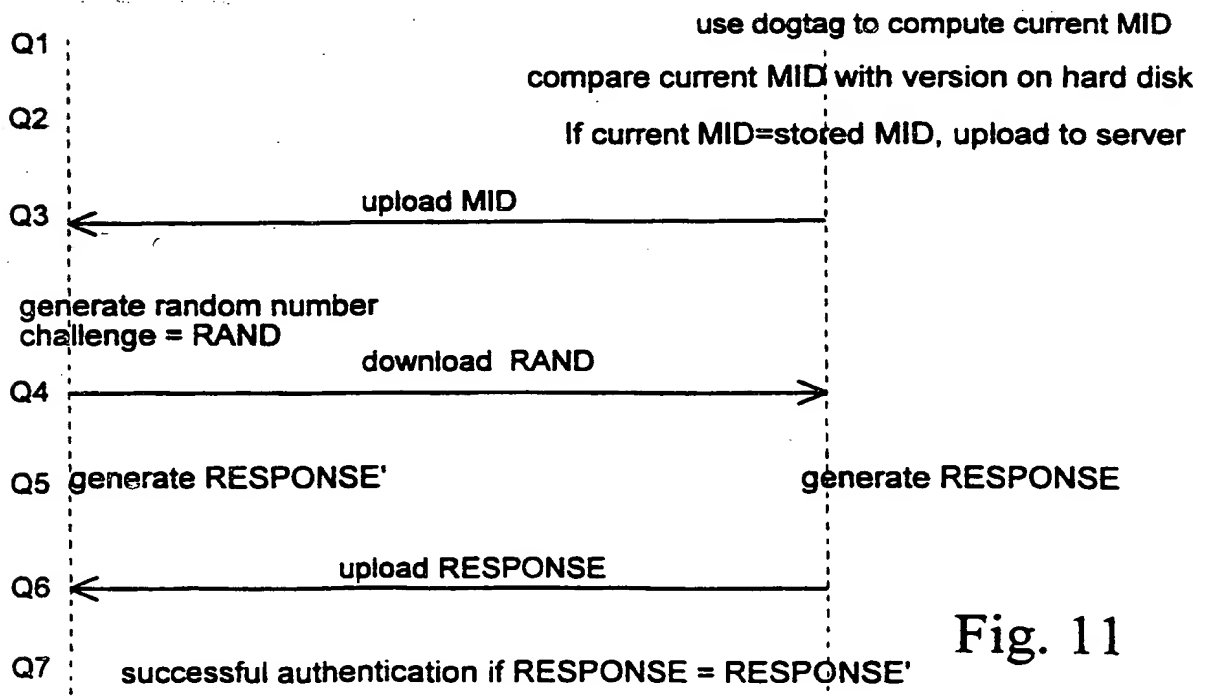 use dogtag to compute current MID
Q1
compare current MID with version on hard disk
Q2
If current MID=stored MID, upload to server
upload MID
Q3
generate random number
challenge = RAND
download RAND
Q4
Q5 generate RESPONSE' generate RESPONSE
upload RESPONSE
Q6
Fig. 11
Q7 successful authentication if RESPONSE = RESPONSE'